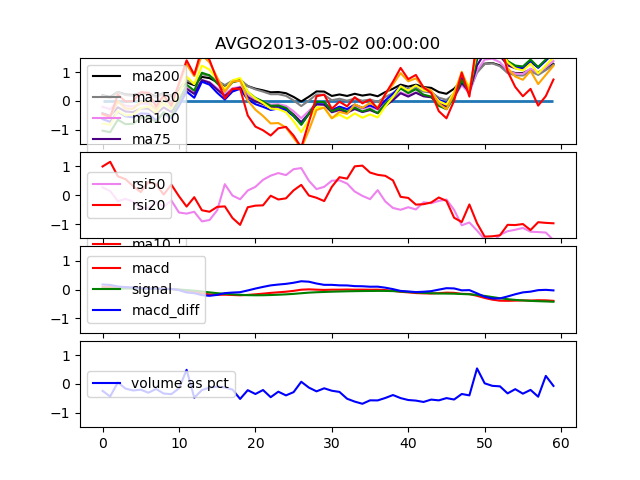 AVGO2013-05-02 00:00:00
1
0
−1
ma200
ma150
ma100
ma75
1
0
−1
rsi50
rsi20
ma10
1
0
−1
macd
signal
macd_diff
1
0
−1
volume as pct
0 10 20 30 40 50 60